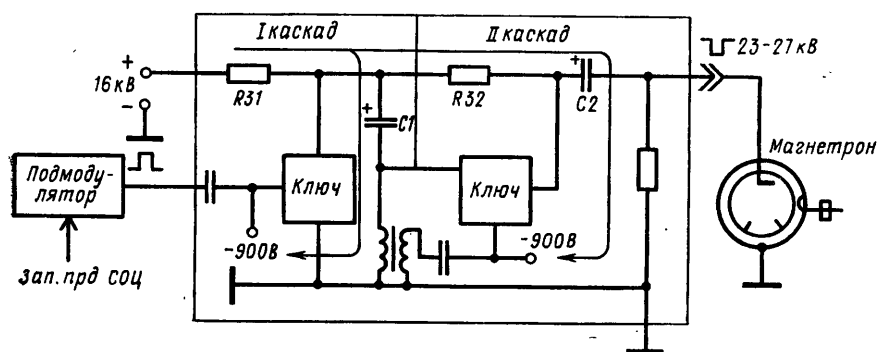 I каскад
II каскад
+
16кВ
-
R31
+
C1
R32
+
C2
23-27кВ
Магнетрон
Подмоду-
лятор
Ключ
Ключ
-900В
-900В
Зап. прд СОЦ